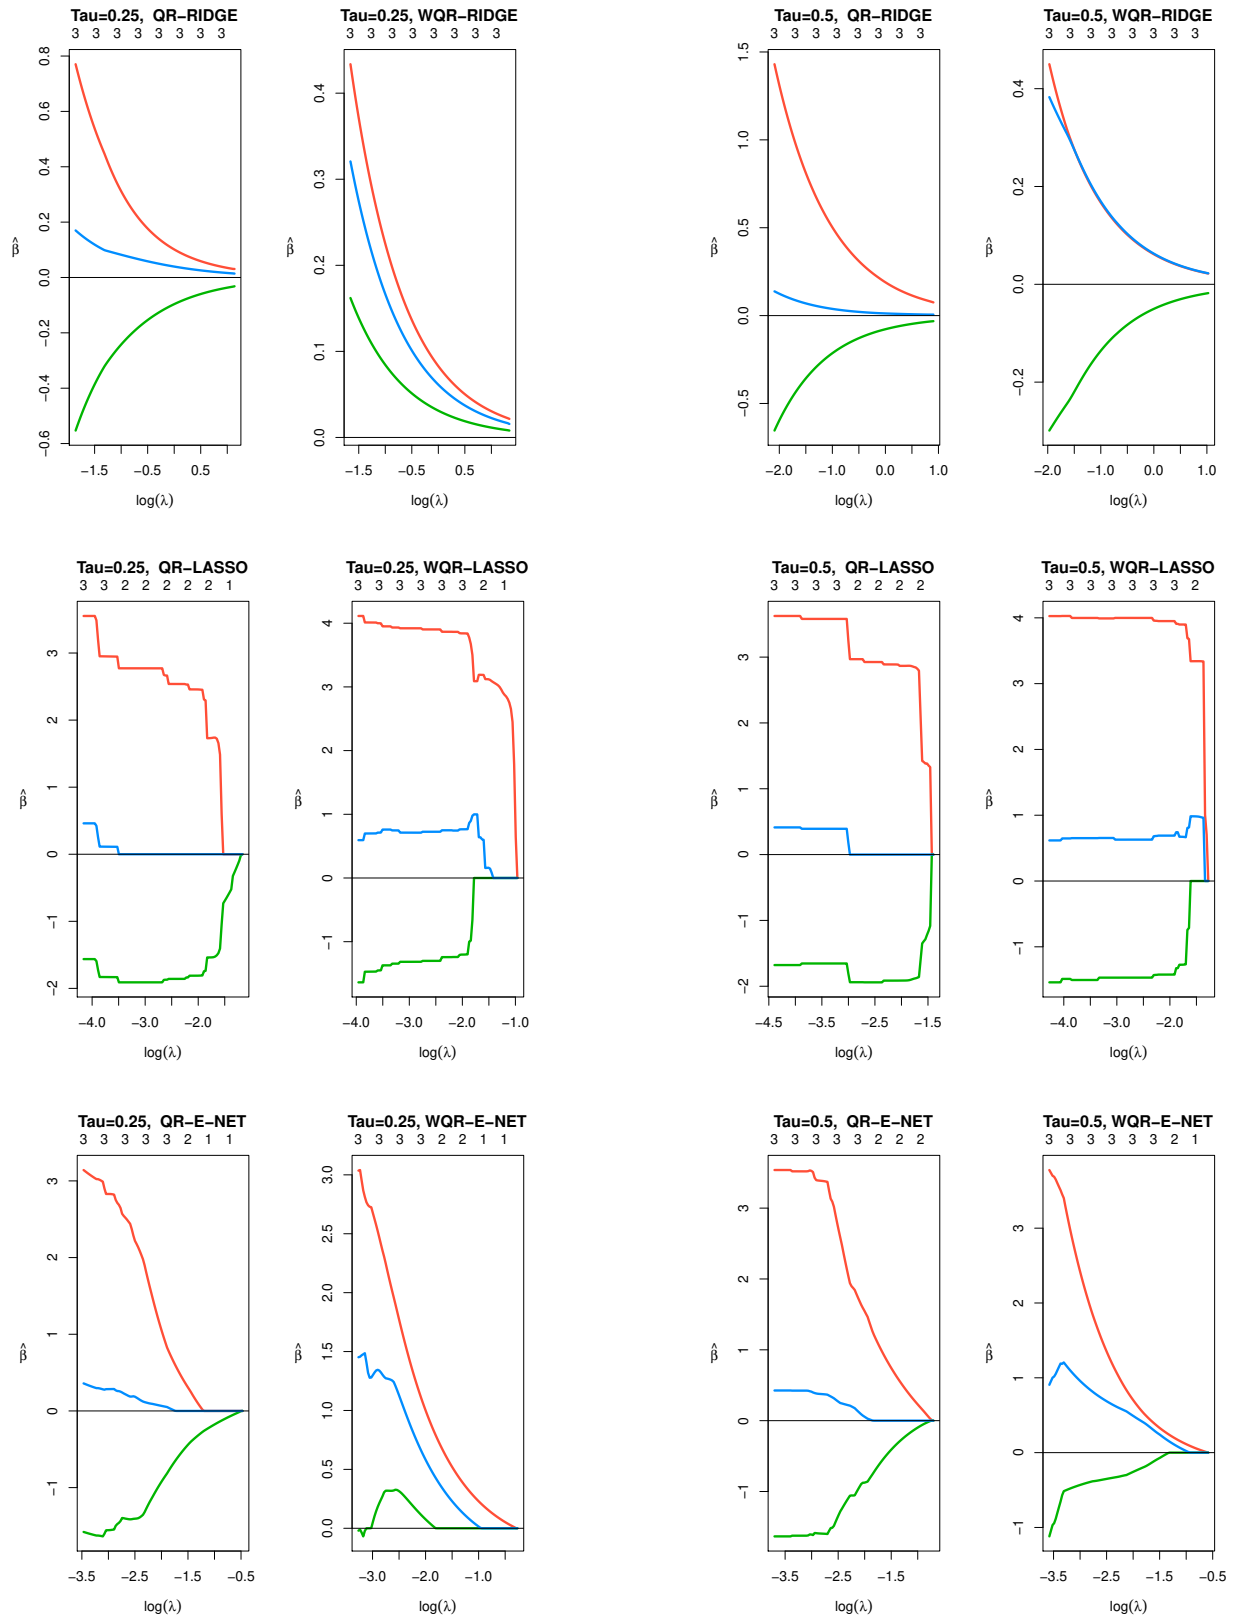 Tau=0.25, QR−RIDGE
3 3 3 3 3 3 3 3
0.8
0.6
0.4
0.2
0.0
−0.2
−0.4
−0.6
β̂
−1.5 −0.5 0.5
log(λ)
Tau=0.25, WQR−RIDGE
3 3 3 3 3 3 3 3
0.4
0.3
0.2
0.1
0.0
β̂
−1.5 −0.5 0.5
log(λ)
Tau=0.5, QR−RIDGE
3 3 3 3 3 3 3 3
1.5
1.0
0.5
0.0
−0.5
β̂
−2.0 −1.0 0.0 1.0
log(λ)
Tau=0.5, WQR−RIDGE
3 3 3 3 3 3 3 3
0.4
0.2
0.0
−0.2
β̂
−2.0 −1.0 0.0 1.0
log(λ)
Tau=0.25, QR−LASSO
3 3 2 2 2 2 2 1
3
2
1
0
−1
−2
β̂
−4.0 −3.0 −2.0
log(λ)
Tau=0.25, WQR−LASSO
3 3 3 3 3 3 2 1
4
3
2
1
0
−1
β̂
−4.0 −3.0 −2.0 −1.0
log(λ)
Tau=0.5, QR−LASSO
3 3 3 3 2 2 2 2
3
2
1
0
−1
−2
β̂
−4.5 −3.5 −2.5 −1.5
log(λ)
Tau=0.5, WQR−LASSO
3 3 3 3 3 3 3 2
4
3
2
1
0
−1
β̂
−4.0 −3.0 −2.0
log(λ)
Tau=0.25, QR−E−NET
3 3 3 3 3 2 1 1
3
2
1
0
−1
β̂
−3.5 −2.5 −1.5 −0.5
log(λ)
Tau=0.25, WQR−E−NET
3 3 3 3 2 2 1 1
3.0
2.5
2.0
1.5
1.0
0.5
0.0
β̂
−3.0 −2.0 −1.0
log(λ)
Tau=0.5, QR−E−NET
3 3 3 3 2 2 2 2
3
2
1
0
−1
β̂
−3.5 −2.5 −1.5
log(λ)
Tau=0.5, WQR−E−NET
3 3 3 3 3 3 2 1
3
2
1
0
−1
β̂
−3.5 −2.5 −1.5 −0.5
log(λ)